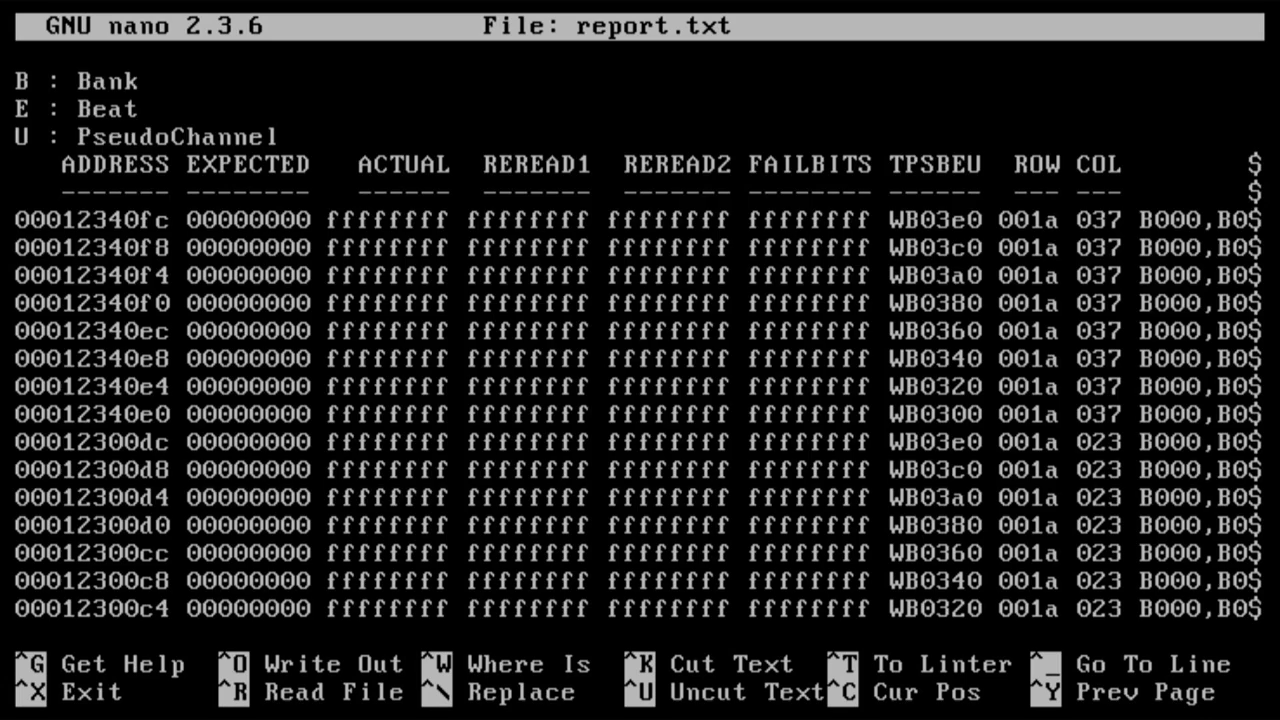 GNU nano 2.3.6 File: report.txt
B : Bank
E : Beat
U : PseudoChannel
ADDRESS EXPECTED ACTUAL REREAD1 REREAD2 FAILBITS TPSBEU ROW COL $
------- -------- ------ ------- ------- -------- ------ --- --- $
00012340fc 00000000 ffffffff ffffffff ffffffff ffffffff WB03e0 001a 037 B000,B0$
00012340f8 00000000 ffffffff ffffffff ffffffff ffffffff WB03c0 001a 037 B000,B0$
00012340f4 00000000 ffffffff ffffffff ffffffff ffffffff WB03a0 001a 037 B000,B0$
00012340f0 00000000 ffffffff ffffffff ffffffff ffffffff WB0380 001a 037 B000,B0$
00012340ec 00000000 ffffffff ffffffff ffffffff ffffffff WB0360 001a 037 B000,B0$
00012340e8 00000000 ffffffff ffffffff ffffffff ffffffff WB0340 001a 037 B000,B0$
00012340e4 00000000 ffffffff ffffffff ffffffff ffffffff WB0320 001a 037 B000,B0$
00012340e0 00000000 ffffffff ffffffff ffffffff ffffffff WB0300 001a 037 B000,B0$
00012300dc 00000000 ffffffff ffffffff ffffffff ffffffff WB03e0 001a 023 B000,B0$
00012300d8 00000000 ffffffff ffffffff ffffffff ffffffff WB03c0 001a 023 B000,B0$
00012300d4 00000000 ffffffff ffffffff ffffffff ffffffff WB03a0 001a 023 B000,B0$
00012300d0 00000000 ffffffff ffffffff ffffffff ffffffff WB0380 001a 023 B000,B0$
00012300cc 00000000 ffffffff ffffffff ffffffff ffffffff WB0360 001a 023 B000,B0$
00012300c8 00000000 ffffffff ffffffff ffffffff ffffffff WB0340 001a 023 B000,B0$
00012300c4 00000000 ffffffff ffffffff ffffffff ffffffff WB0320 001a 023 B000,B0$
^G Get Help ^O Write Out ^W Where Is ^K Cut Text ^T To Linter ^_ Go To Line
^X Exit ^R Read File ^\ Replace ^U Uncut Text ^C Cur Pos ^Y Prev Page